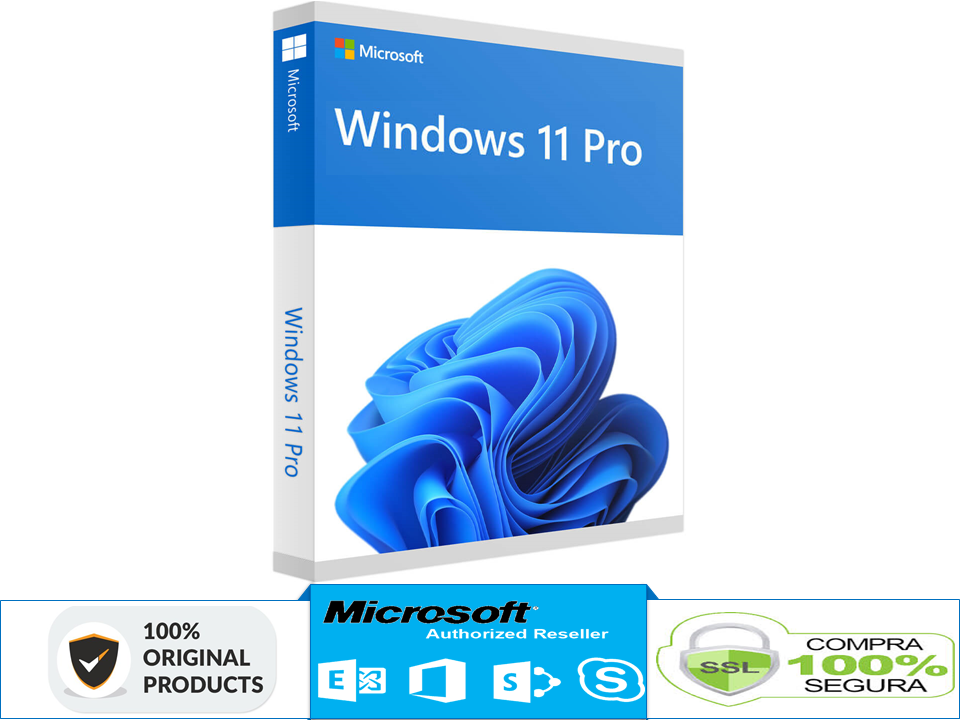 Microsoft
Microsoft
Windows 11 Pro
Windows 11 Pro
100%
ORIGINAL
PRODUCTS
Microsoft
Authorized Reseller
E
S
S
SSL
COMPRA
100%
SEGURA